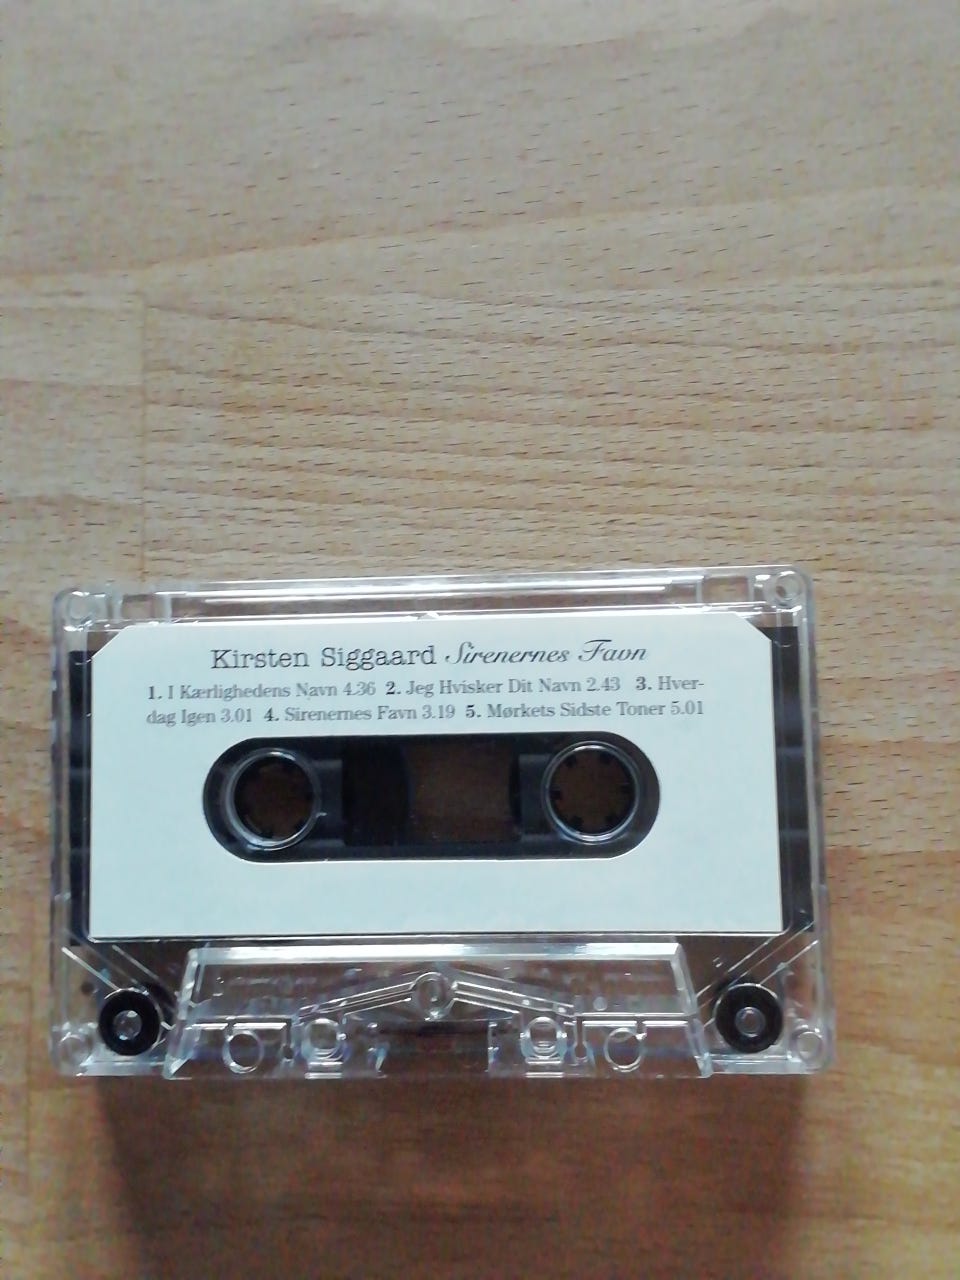 Kirsten Siggaard Sirenernes Favn
1. I Kærlighedens Navn 4.36 2. Jeg Hvisker Dit Navn 2.43 3. Hver-
dag Igen 3.01 4. Sirenernes Favn 3.19 5. Mørkets Sidste Toner 5.01